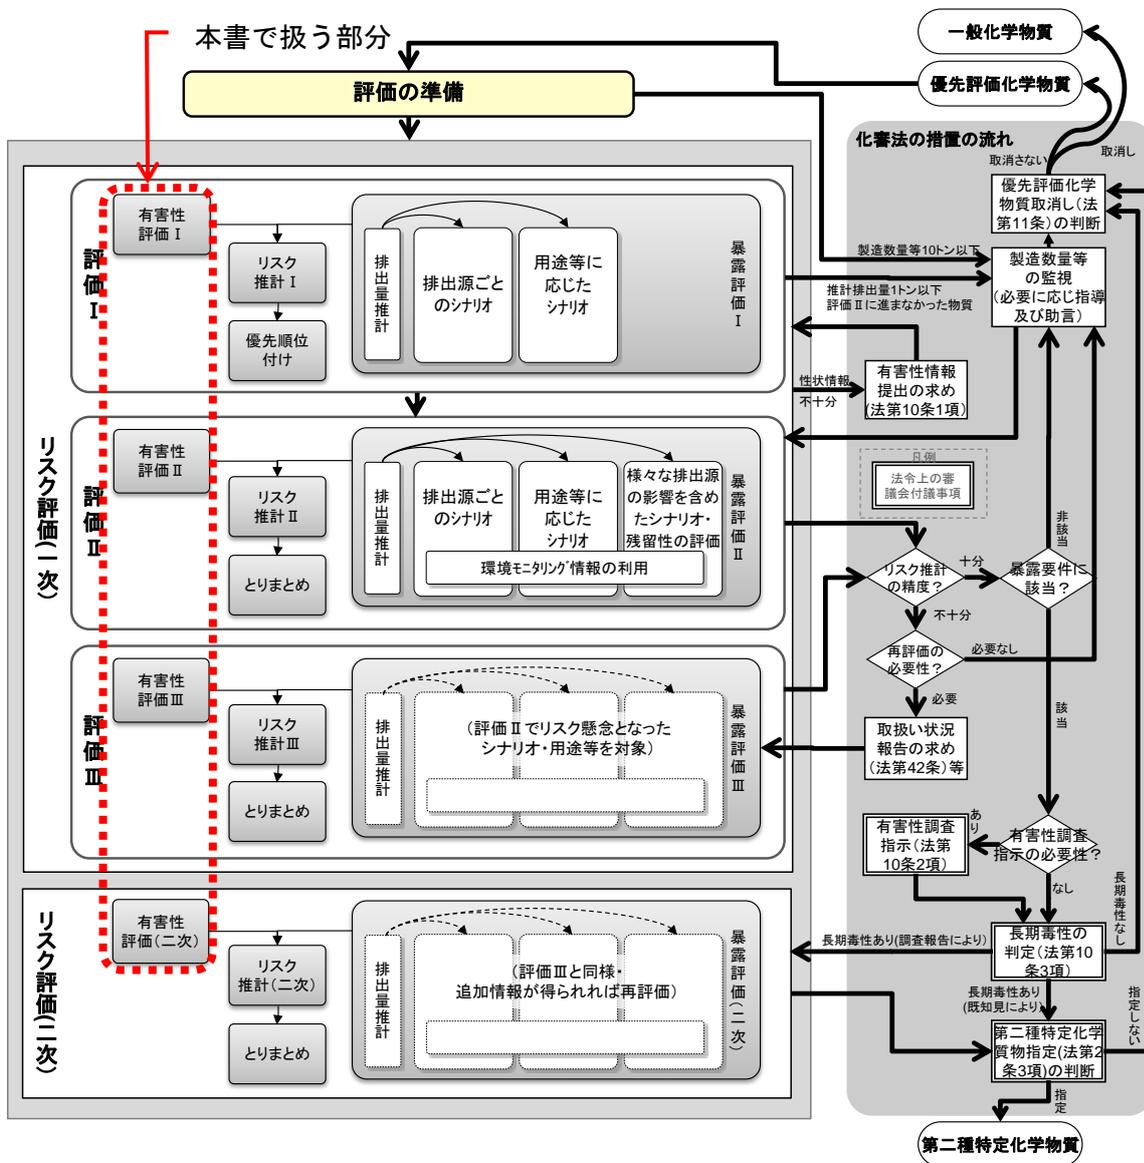 本書で扱う部分
評価の準備
一般化学物質
優先評価化学物質
化審法の措置の流れ
取消さない
取消し
優先評価化学
物質取消し(法
第11条)の判断
製造数量等10トン以下
製造数量等
の監視
(必要に応じ指導
及び助言)
推計排出量1トン以下
評価Ⅱに進まなかった物質
性状情報
不十分
有害性情報
提出の求め
(法第10条1項)
凡例
法令上の審
議会付議事項
リスク推計
の精度?
十分
暴露要件に
該当?
非該当
不十分
再評価の
必要性?
必要なし
必要
該当
取扱い状況
報告の求め
(法第42条)等
有害性調査
指示(法第
10条2項)
あり
有害性調査
指示の必要性?
なし
長期毒性なし
長期毒性あり(調査報告により)
長期毒性の
判定(法第10
条3項)
長期毒性あり
(既知見により)
指定しない
第二種特定化学
質物指定(法第2
条3項)の判断
指定
第二種特定化学物質
リスク評価(一次)
評価Ⅰ
有害性
評価Ⅰ
リスク
推計Ⅰ
優先順位
付け
排出量推計
排出源ごと
のシナリオ
用途等に
応じた
シナリオ
暴露評価Ⅰ
評価Ⅱ
有害性
評価Ⅱ
リスク
推計Ⅱ
とりまとめ
排出量推計
排出源ごと
のシナリオ
用途等に
応じた
シナリオ
様々な排出源
の影響を含め
たシナリオ・
残留性の評価
環境モニタリング情報の利用
暴露評価Ⅱ
評価Ⅲ
有害性
評価Ⅲ
リスク
推計Ⅲ
とりまとめ
排出量推計
(評価Ⅱでリスク懸念となった
シナリオ・用途等を対象)
暴露評価Ⅲ
リスク評価(二次)
有害性
評価(二次)
リスク
推計(二次)
とりまとめ
排出量推計
(評価Ⅲと同様・
追加情報が得られれば再評価)
暴露評価(二次)